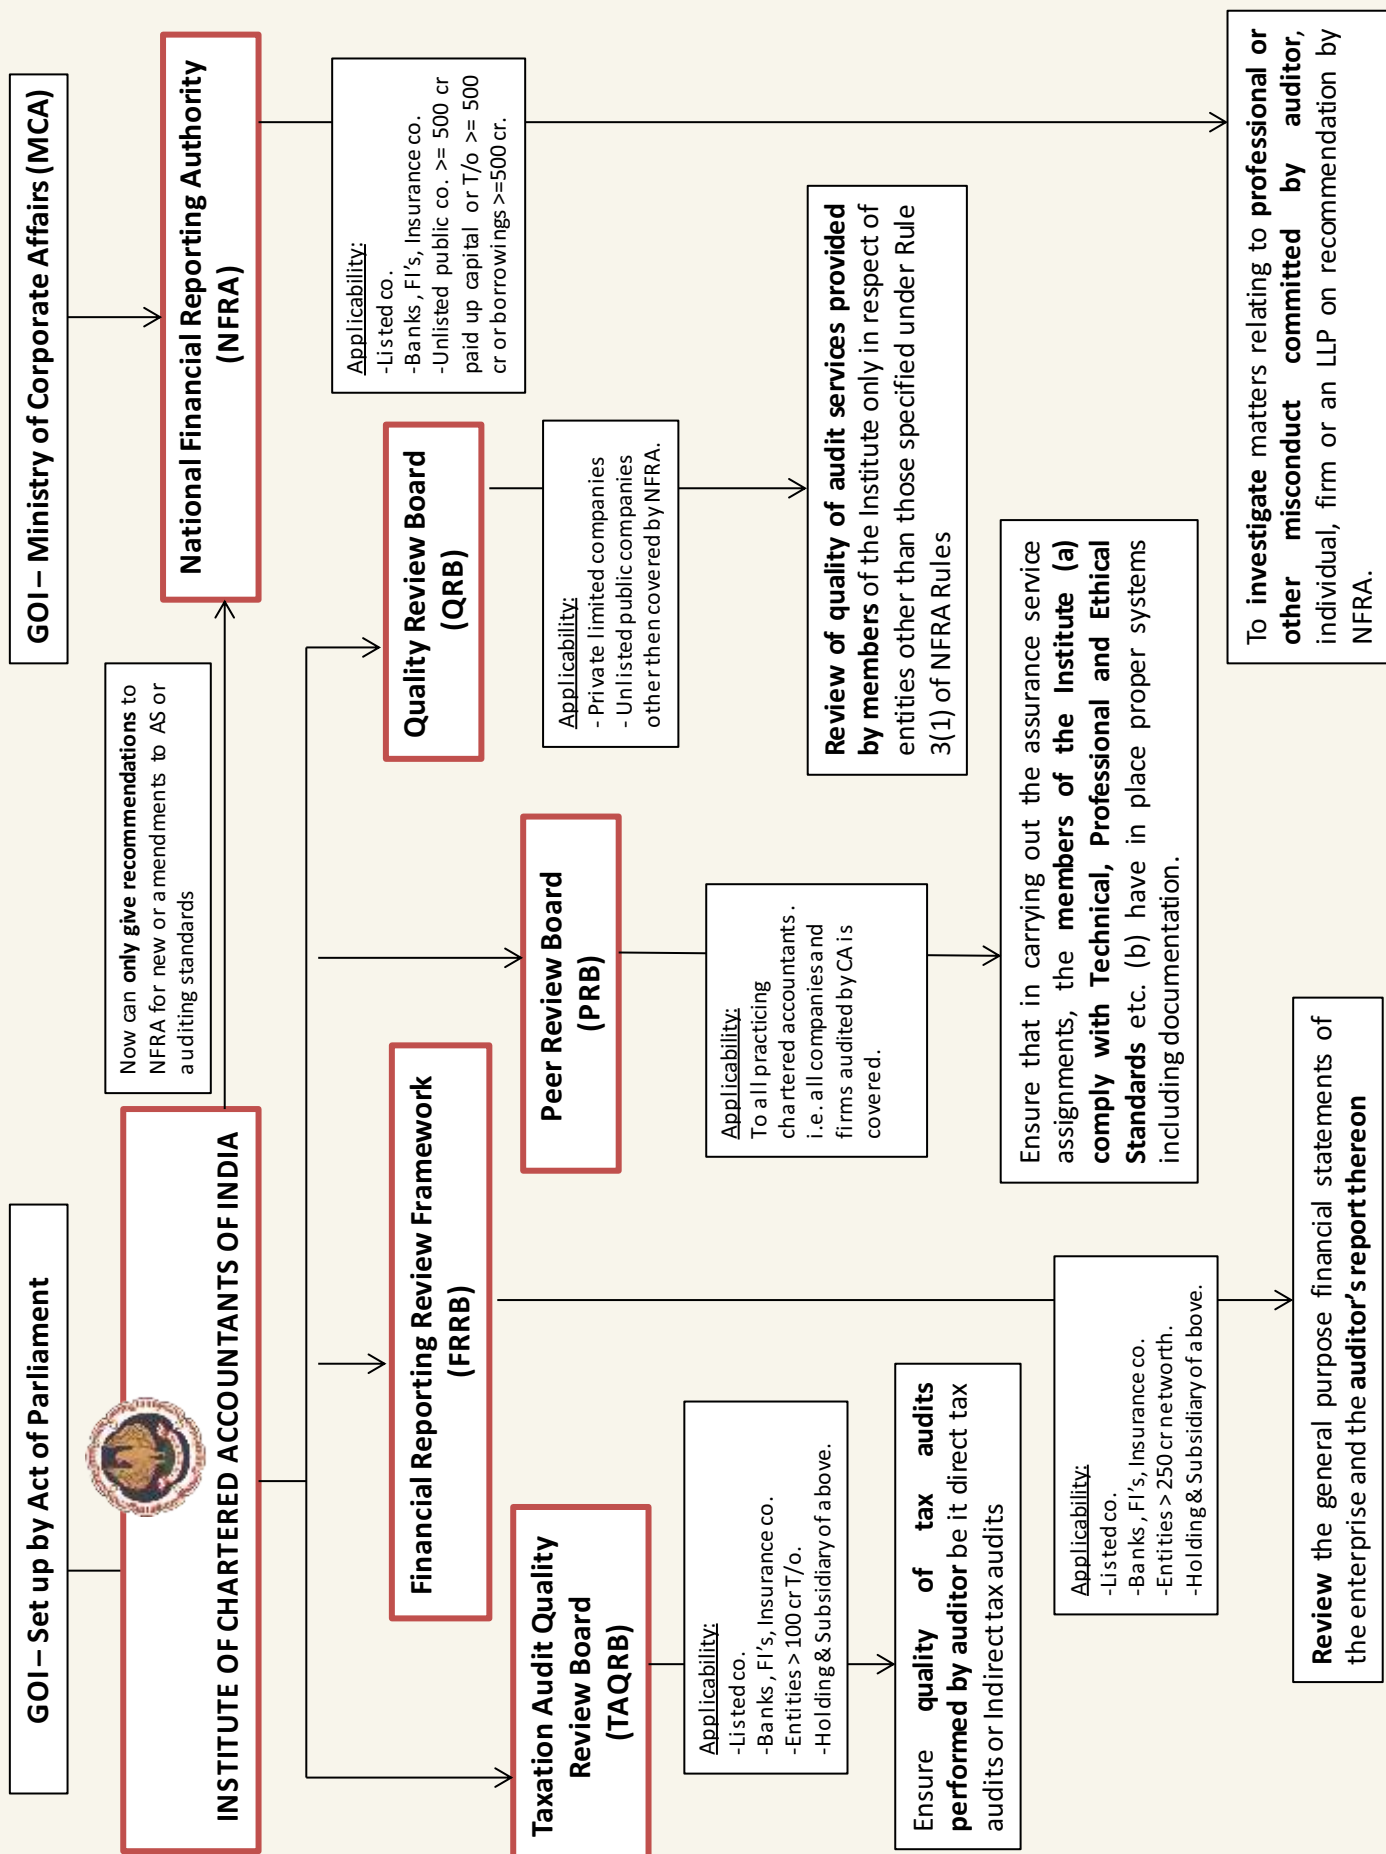 GOI – Set up by Act of Parliament
GOI – Ministry of Corporate Affairs (MCA)
INSTITUTE OF CHARTERED ACCOUNTANTS OF INDIA
Now can only give recommendations to
NFRA for new or amendments to AS or
auditing standards
National Financial Reporting Authority
(NFRA)
Taxation Audit Quality
Review Board
(TAQRB)
Financial Reporting Review Framework
(FRRB)
Peer Review Board
(PRB)
Quality Review Board
(QRB)
Applicability:
-Listed co.
-Banks, FI's, Insurance co.
-Unlisted public co. >= 500 cr
paid up capital or T/o >= 500
cr or borrowings >=500 cr.
Applicability:
-Listed co.
-Banks, FI's, Insurance co.
-Entities > 100 cr T/o.
-Holding & Subsidiary of above.
Applicability:
To all practicing
chartered accountants.
i.e. all companies and
firms audited by CA is
covered.
Applicability:
- Private limited companies
- Unlisted public companies
other then covered by NFRA.
Ensure quality of tax audits
performed by auditor be it direct tax
audits or Indirect tax audits
Applicability:
-Listed co.
-Banks, FI's, Insurance co.
-Entities > 250 cr networth.
-Holding & Subsidiary of above.
Ensure that in carrying out the assurance service
assignments, the members of the Institute (a)
comply with Technical, Professional and Ethical
Standards etc. (b) have in place proper systems
including documentation.
Review of quality of audit services provided
by members of the Institute only in respect of
entities other than those specified under Rule
3(1) of NFRA Rules
Review the general purpose financial statements of
the enterprise and the auditor's report thereon
To investigate matters relating to professional or
other misconduct committed by auditor,
individual, firm or an LLP on recommendation by
NFRA.